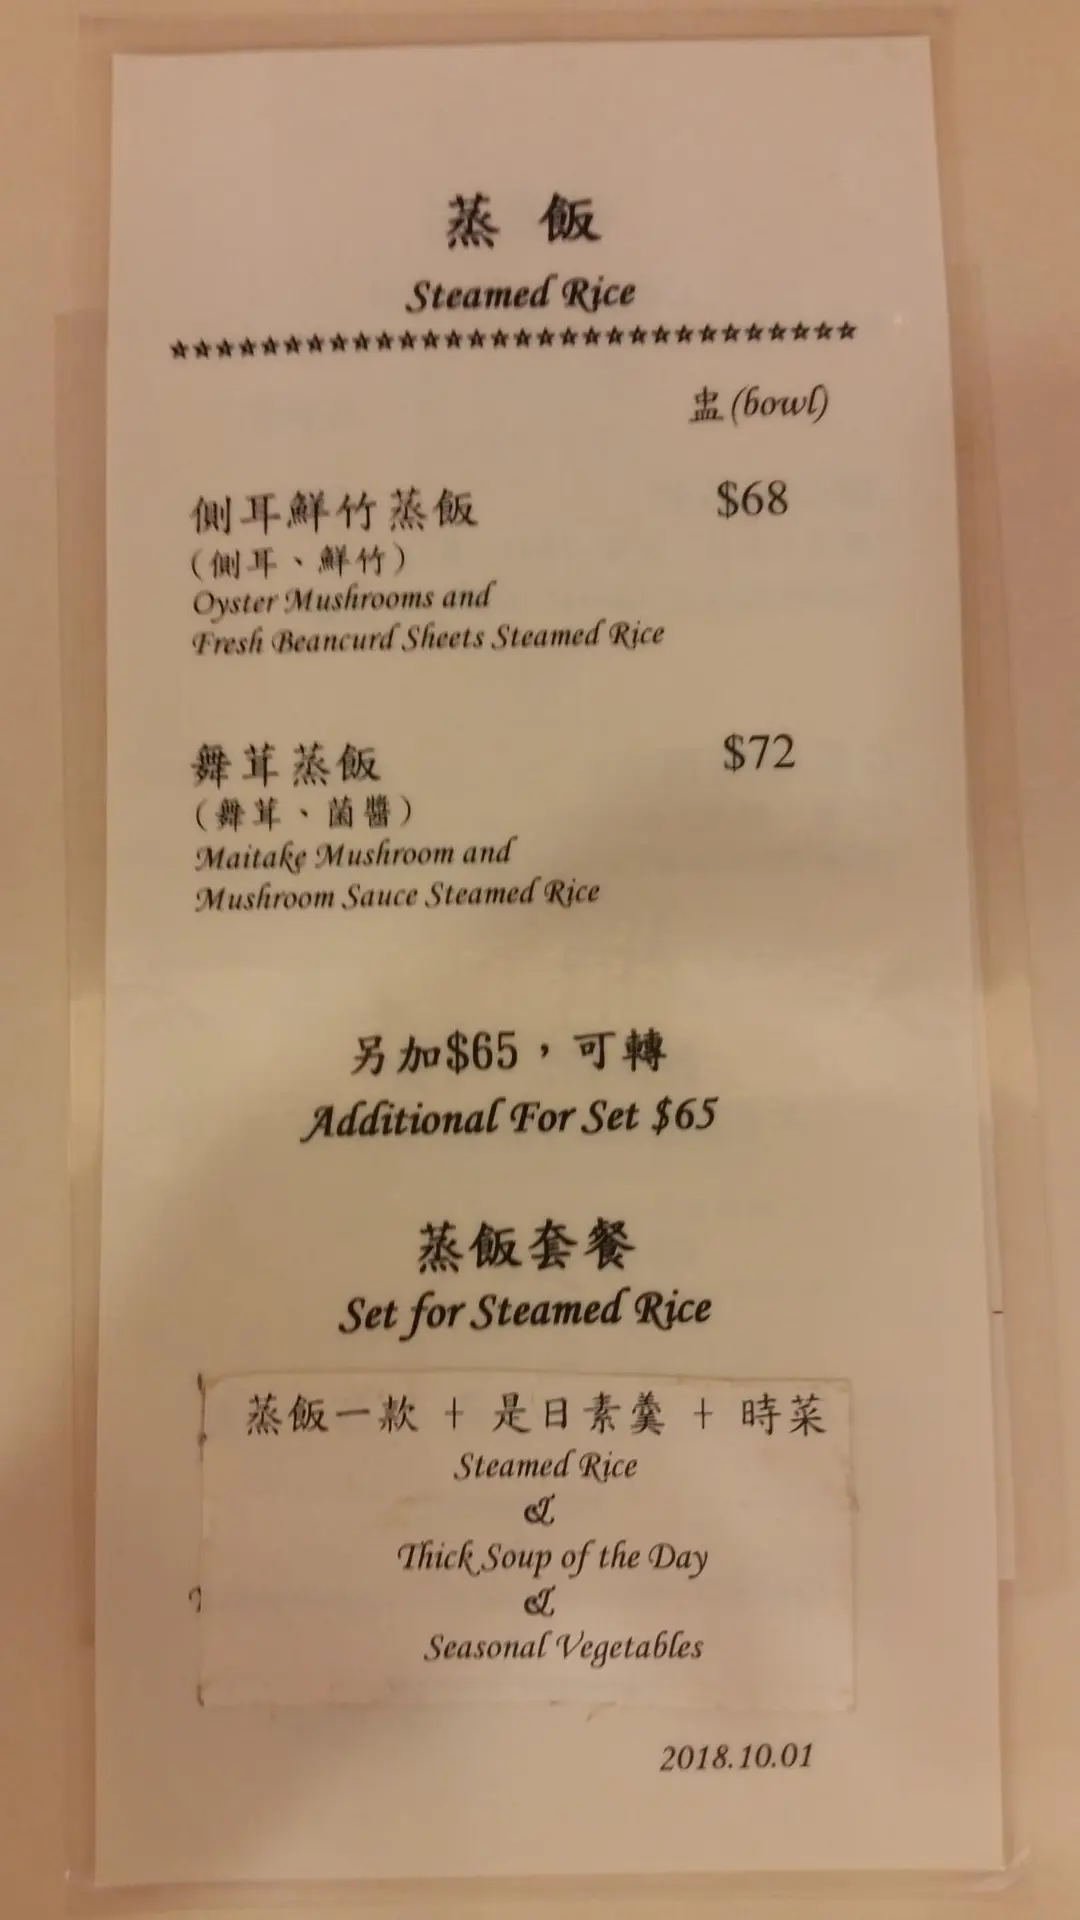 蒸 飯
Steamed Rice
☆☆☆☆☆☆☆☆☆☆☆☆☆☆☆☆☆☆☆☆☆☆☆☆☆☆☆☆☆☆
盅(bowl)
側耳鮮竹蒸飯 $68
(側耳、鮮竹)
Oyster Mushrooms and
Fresh Beancurd Sheets Steamed Rice
舞茸蒸飯 $72
(舞茸、菌醬)
Maitake Mushroom and
Mushroom Sauce Steamed Rice
另加$65，可轉
Additional For Set $65
蒸飯套餐
Set for Steamed Rice
蒸飯一款 + 是日素羹 + 時菜
Steamed Rice
&
Thick Soup of the Day
&
Seasonal Vegetables
2018.10.01